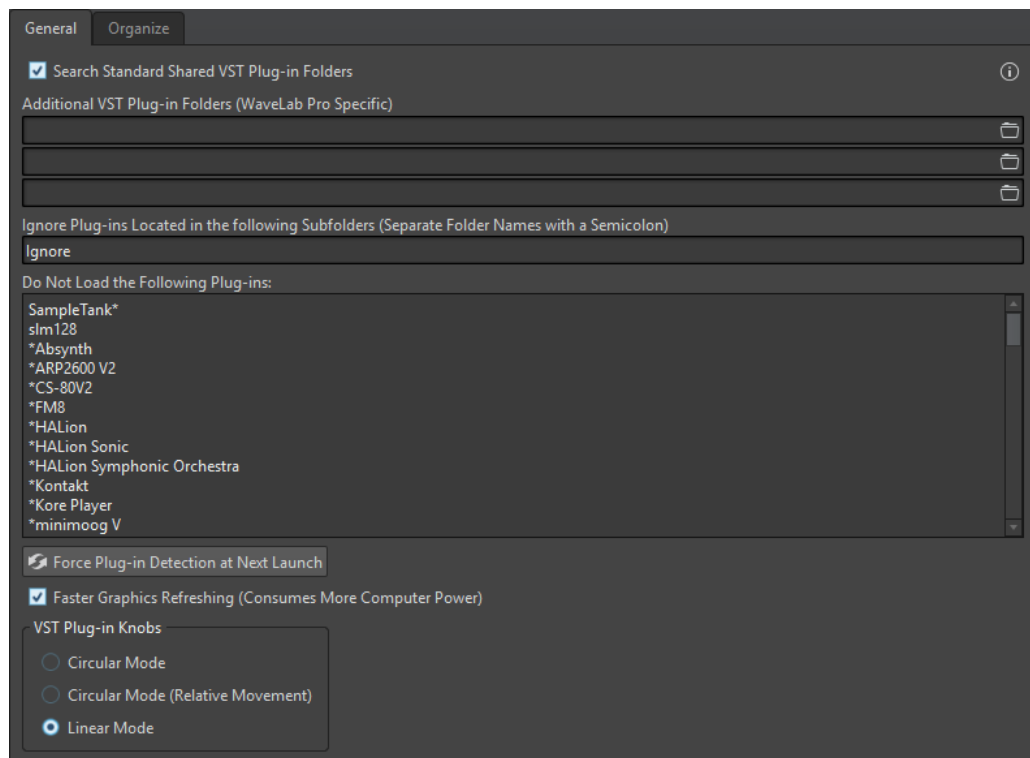 General Organize
Search Standard Shared VST Plug-in Folders
Additional VST Plug-in Folders (WaveLab Pro Specific)
Ignore Plug-ins Located in the following Subfolders (Separate Folder Names with a Semicolon)
Ignore
Do Not Load the Following Plug-ins:
SampleTank*
slm128
*Absynth
*ARP2600 V2
*CS-80V2
*FM8
*HALion
*HALion Sonic
*HALion Symphonic Orchestra
*Kontakt
*Kore Player
*minimoog V
Force Plug-in Detection at Next Launch
Faster Graphics Refreshing (Consumes More Computer Power)
VST Plug-in Knobs
Circular Mode
Circular Mode (Relative Movement)
Linear Mode